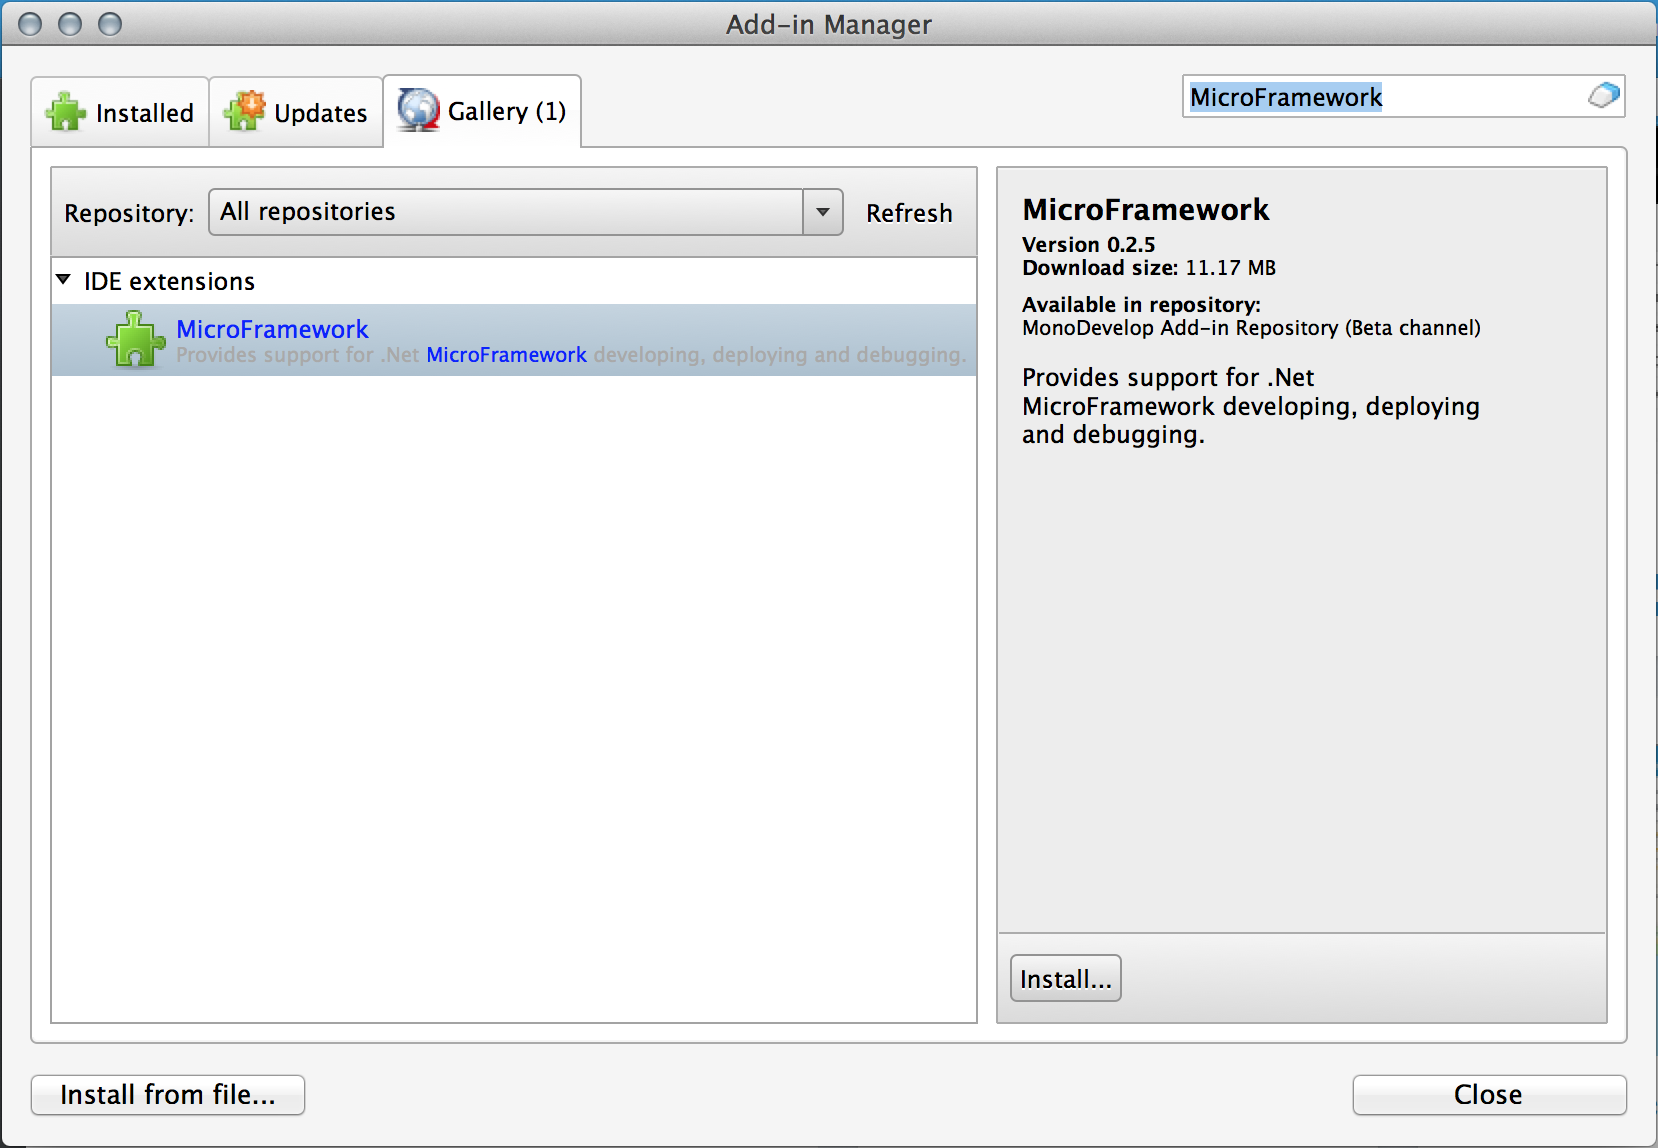 Add-in Manager
Installed
Updates
Gallery (1)
MicroFramework
Repository:
All repositories
Refresh
IDE extensions
MicroFramework
Provides support for .Net MicroFramework developing, deploying and debugging.
MicroFramework
Version 0.2.5
Download size: 11.17 MB
Available in repository:
MonoDevelop Add-in Repository (Beta channel)
Provides support for .Net
MicroFramework developing, deploying
and debugging.
Install...
Install from file...
Close